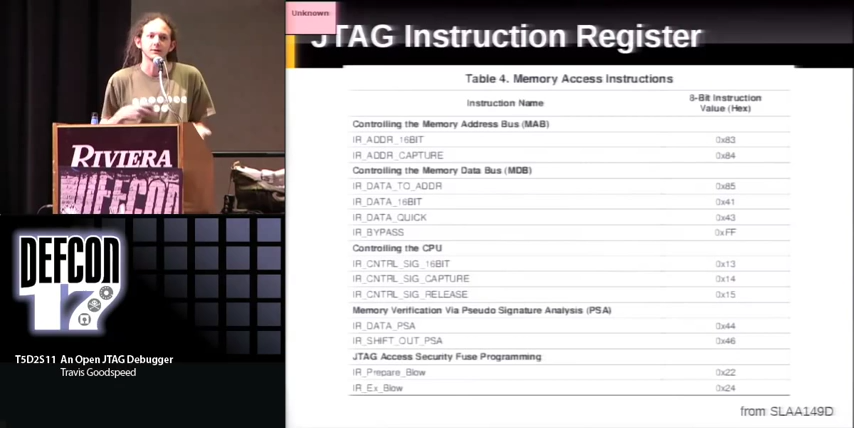 RIVIERA
DEFCON
DEFCON
17
T5D2S11 An Open JTAG Debugger
Travis Goodspeed
Unknown
JTAG Instruction Register
Table 4. Memory Access Instructions
Instruction Name
8-Bit Instruction
Value (Hex)
Controlling the Memory Address Bus (MAB)
IR_ADDR_16BIT 0x83
IR_ADDR_CAPTURE 0x84
Controlling the Memory Data Bus (MDB)
IR_DATA_TO_ADDR 0x85
IR_DATA_16BIT 0x41
IR_DATA_QUICK 0x43
IR_BYPASS 0xFF
Controlling the CPU
IR_CNTRL_SIG_16BIT 0x13
IR_CNTRL_SIG_CAPTURE 0x14
IR_CNTRL_SIG_RELEASE 0x15
Memory Verification Via Pseudo Signature Analysis (PSA)
IR_DATA_PSA 0x44
IR_SHIFT_OUT_PSA 0x46
JTAG Access Security Fuse Programming
IR_Prepare_Blow 0x22
IR_Ex_Blow 0x24
from SLAA149D